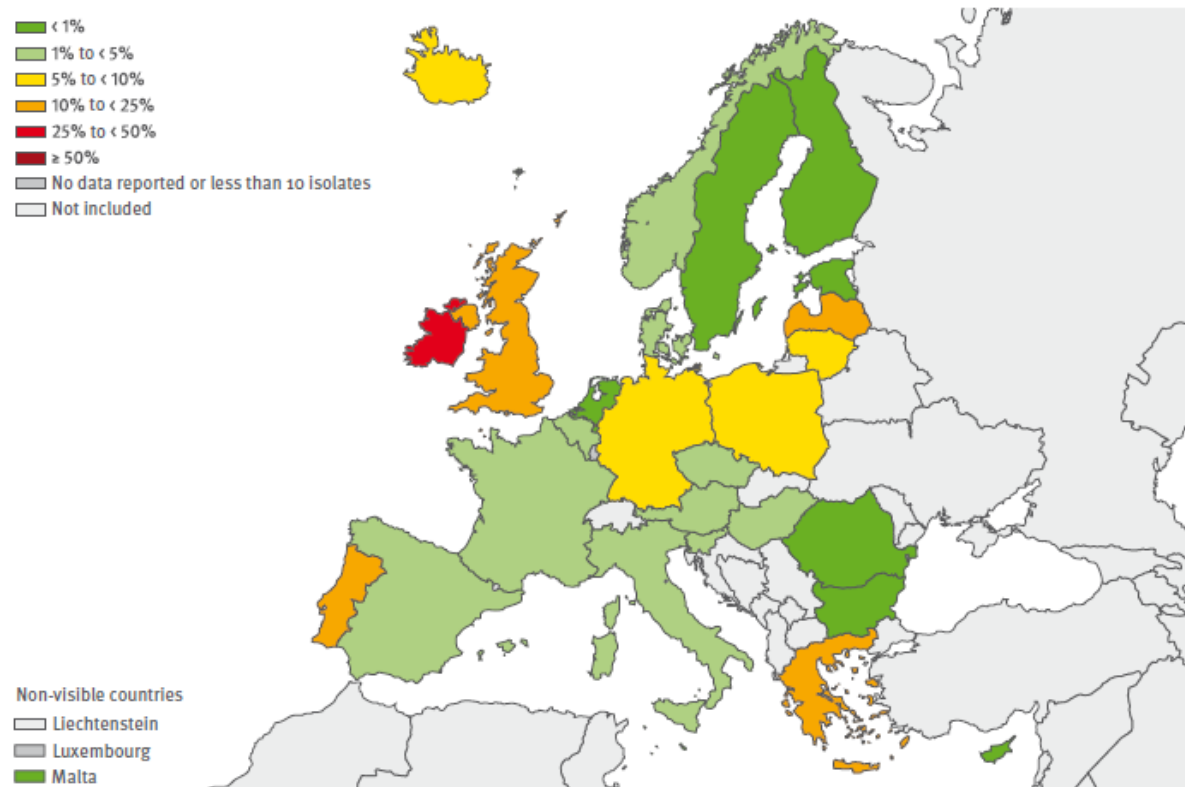 < 1%
1% to < 5%
5% to < 10%
10% to < 25%
25% to < 50%
≥ 50%
No data reported or less than 10 isolates
Not included
Non-visible countries
Liechtenstein
Luxembourg
Malta